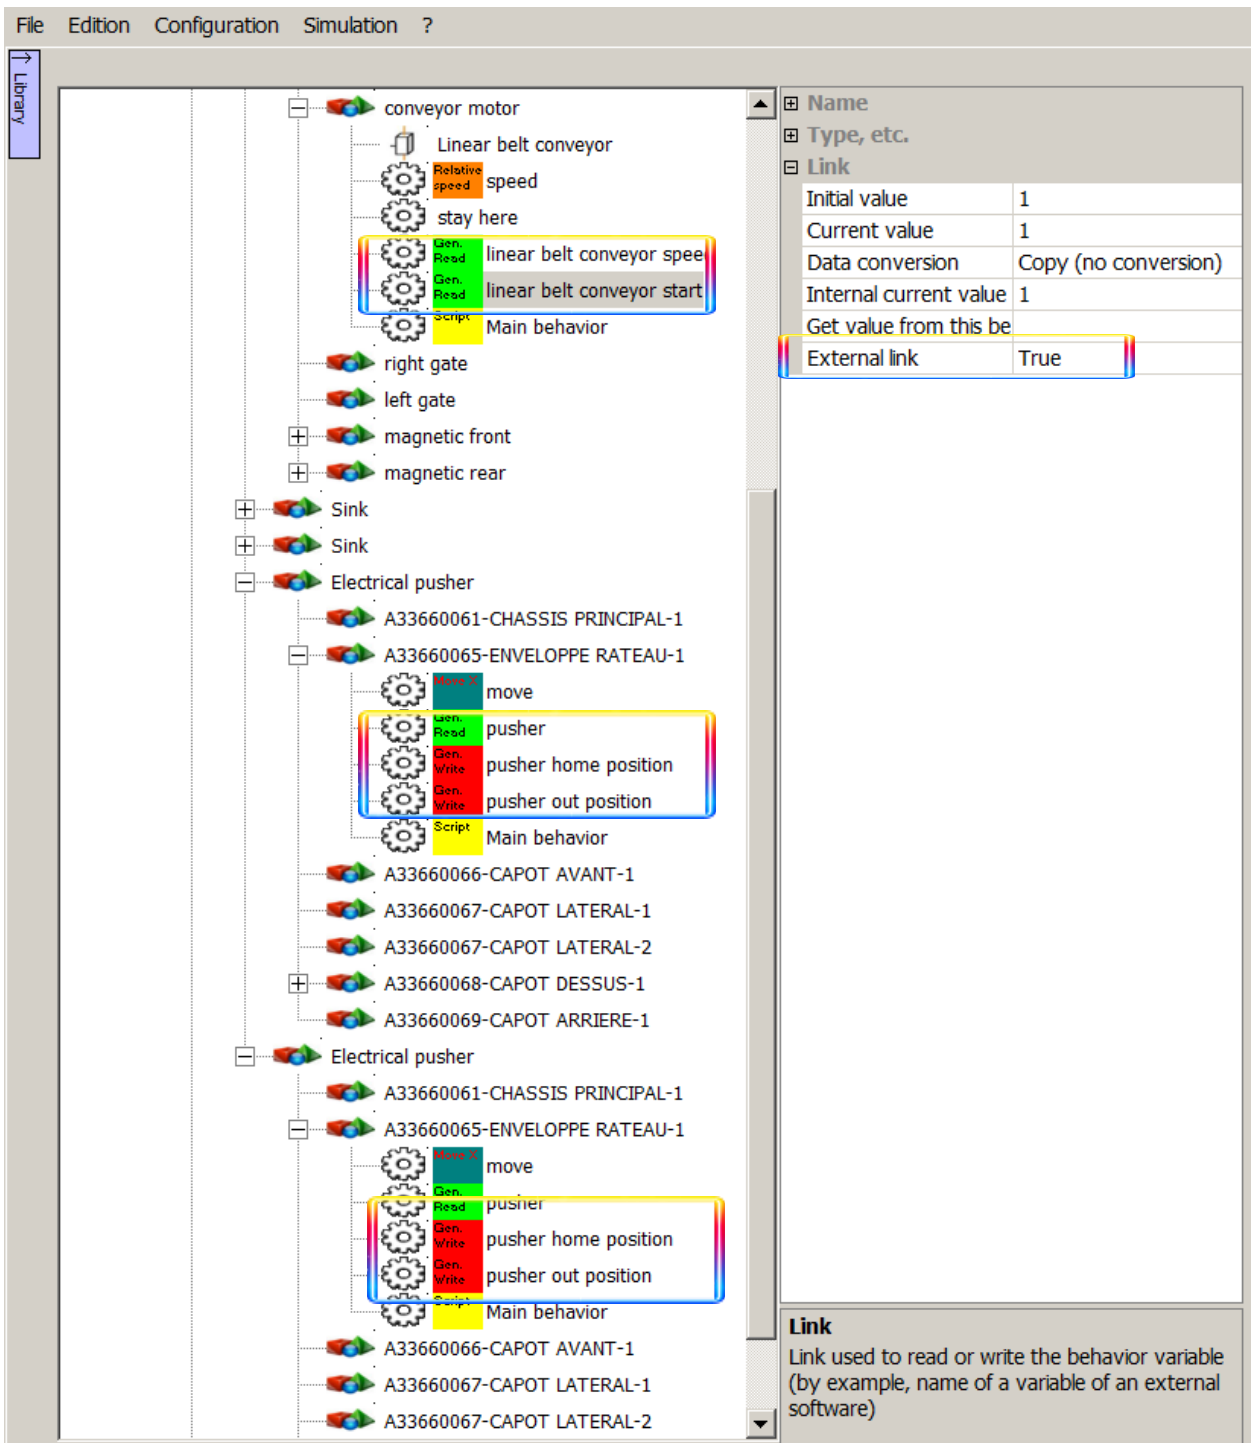 File Edition Configuration Simulation ?
↑ Library
conveyor motor
Linear belt conveyor
Relative speed speed
stay here
Gen. Read linear belt conveyor spee
Gen. Read linear belt conveyor start
Script Main behavior
right gate
left gate
magnetic front
magnetic rear
Sink
Sink
Electrical pusher
A33660061-CHASSIS PRINCIPAL-1
A33660065-ENVELOPPE RATEAU-1
Move X move
Gen. Read pusher
Gen. Write pusher home position
Gen. Write pusher out position
Script Main behavior
A33660066-CAPOT AVANT-1
A33660067-CAPOT LATERAL-1
A33660067-CAPOT LATERAL-2
A33660068-CAPOT DESSUS-1
A33660069-CAPOT ARRIERE-1
Electrical pusher
A33660061-CHASSIS PRINCIPAL-1
A33660065-ENVELOPPE RATEAU-1
Move X move
Gen. Read pusher
Gen. Write pusher home position
Gen. Write pusher out position
Script Main behavior
A33660066-CAPOT AVANT-1
A33660067-CAPOT LATERAL-1
A33660067-CAPOT LATERAL-2
Name
Type, etc.
Link
Initial value 1
Current value 1
Data conversion Copy (no conversion)
Internal current value 1
Get value from this be
External link True
Link
Link used to read or write the behavior variable
(by example, name of a variable of an external
software)